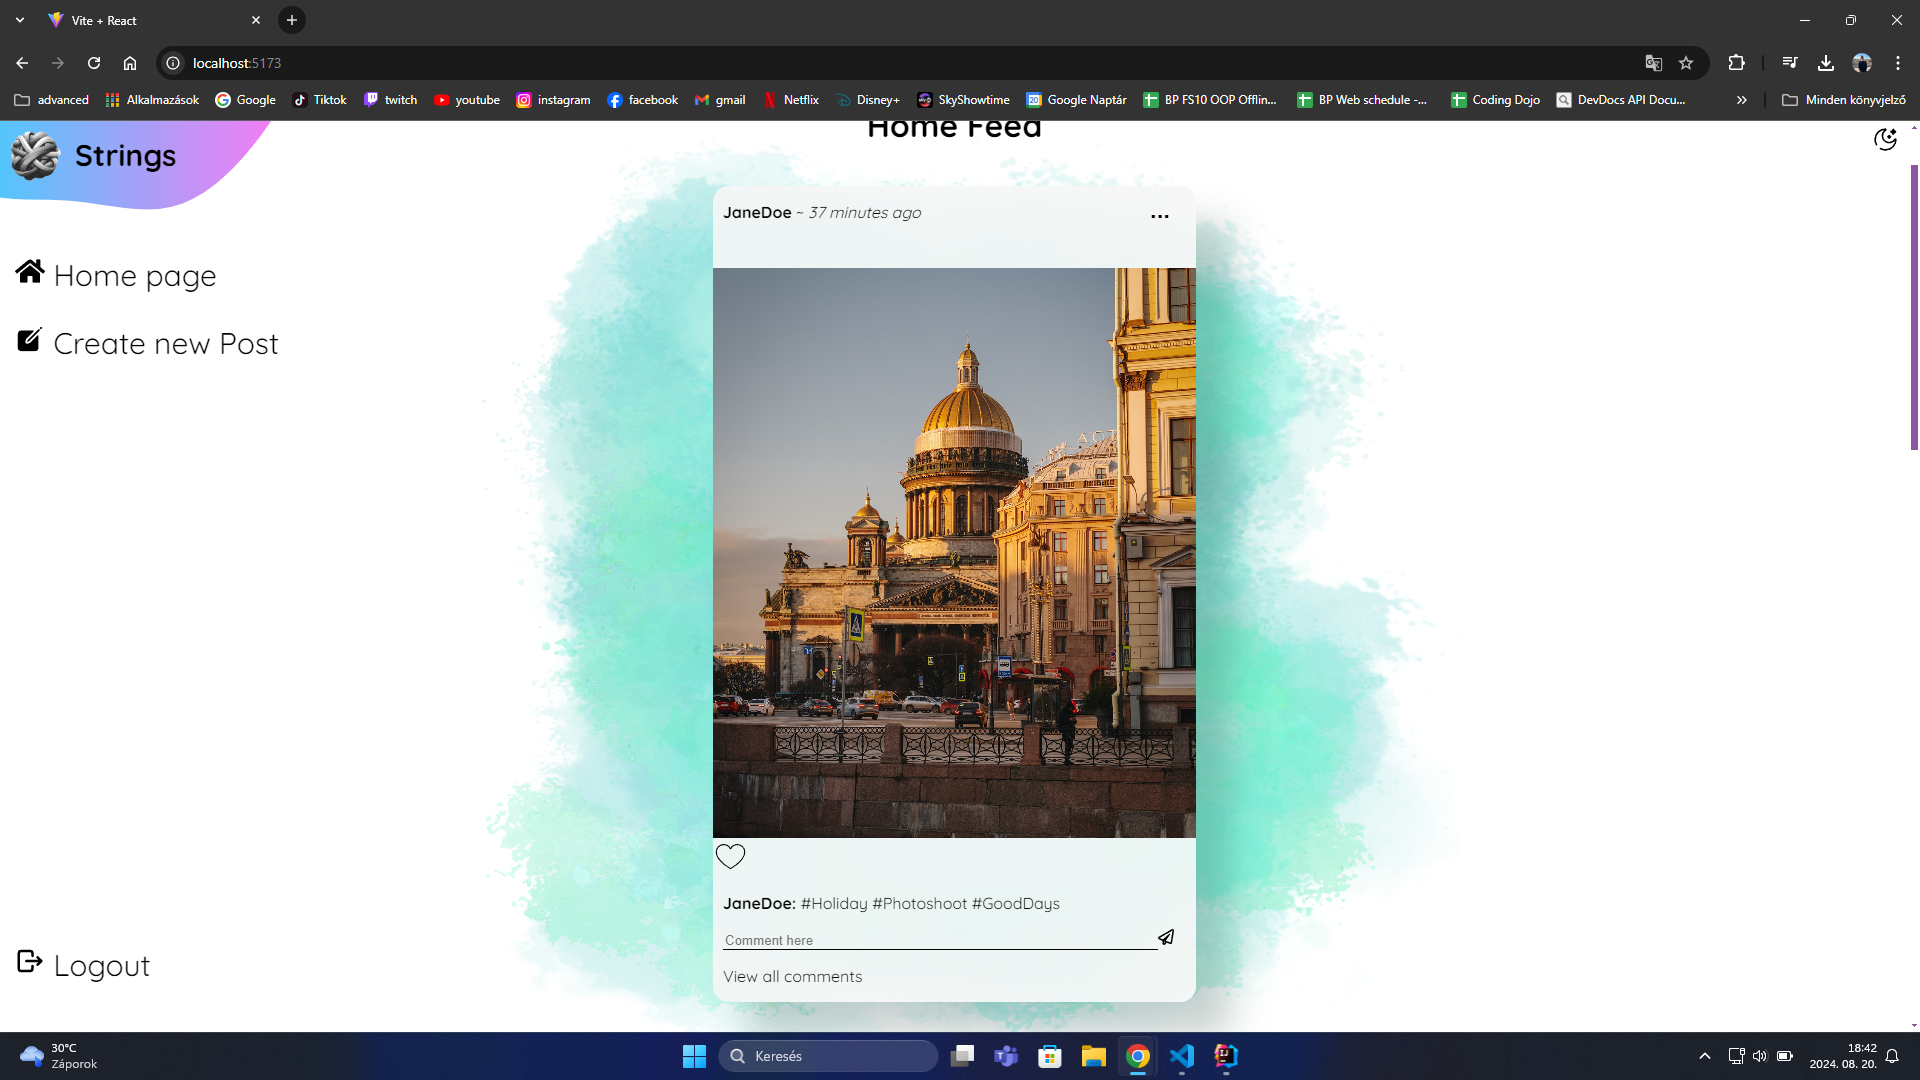 Vite + React
localhost:5173
advanced
Alkalmazások
Google
Tiktok
twitch
youtube
instagram
facebook
gmail
Netflix
Disney+
SkyShowtime
Google Naptár
BP FS10 OOP Offlin...
BP Web schedule -...
Coding Dojo
DevDocs API Docu...
Minden könyvjelző
Strings
Home Feed
JaneDoe ~ 37 minutes ago
Home page
Create new Post
JaneDoe: #Holiday #Photoshoot #GoodDays
Comment here
View all comments
Logout
30°C
Záporok
Keresés
18:42
2024. 08. 20.